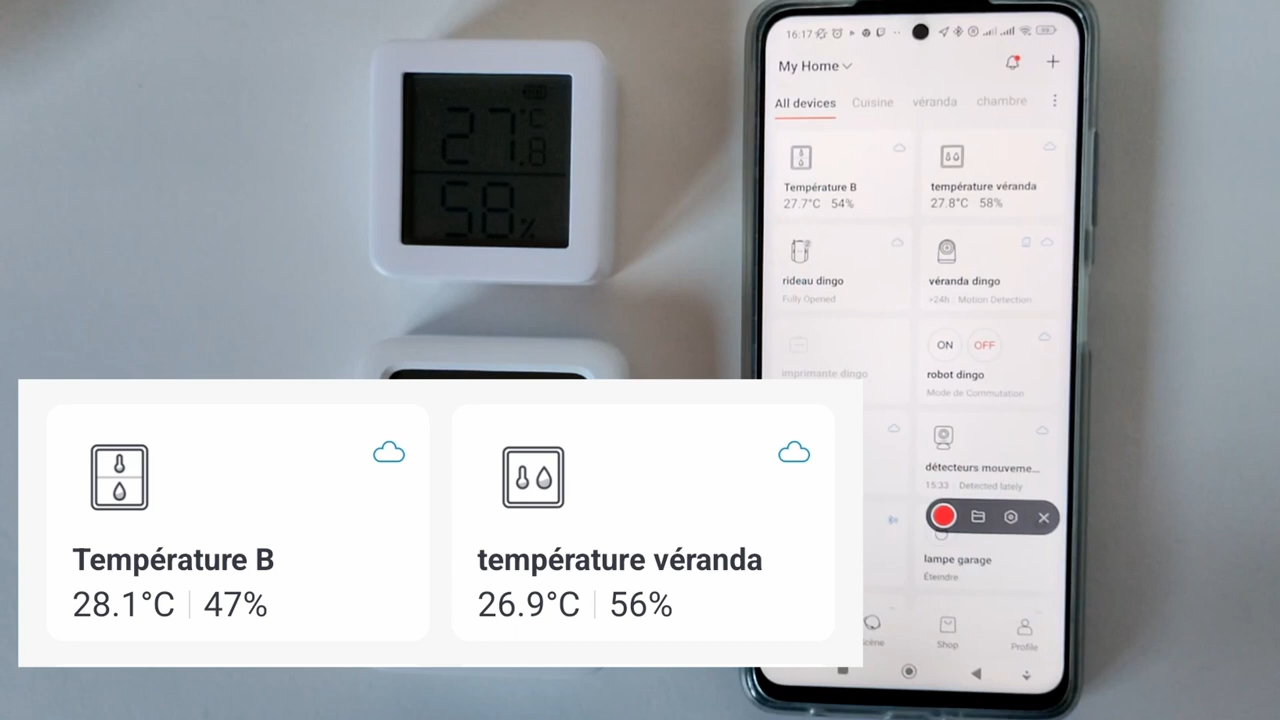 27.8 °C
58%
16:17
My Home
All devices Cuisine véranda chambre
Température B
27.7°C 54%
température véranda
27.8°C 58%
rideau dingo
Fully Opened
véranda dingo
>24h | Motion Detection
imprimante dingo
ON OFF
robot dingo
Mode de Commutation
détecteurs mouveme...
15:33 | Detected lately
lampe garage
Éteindre
Shop
Profile
Température B
28.1°C | 47%
température véranda
26.9°C | 56%